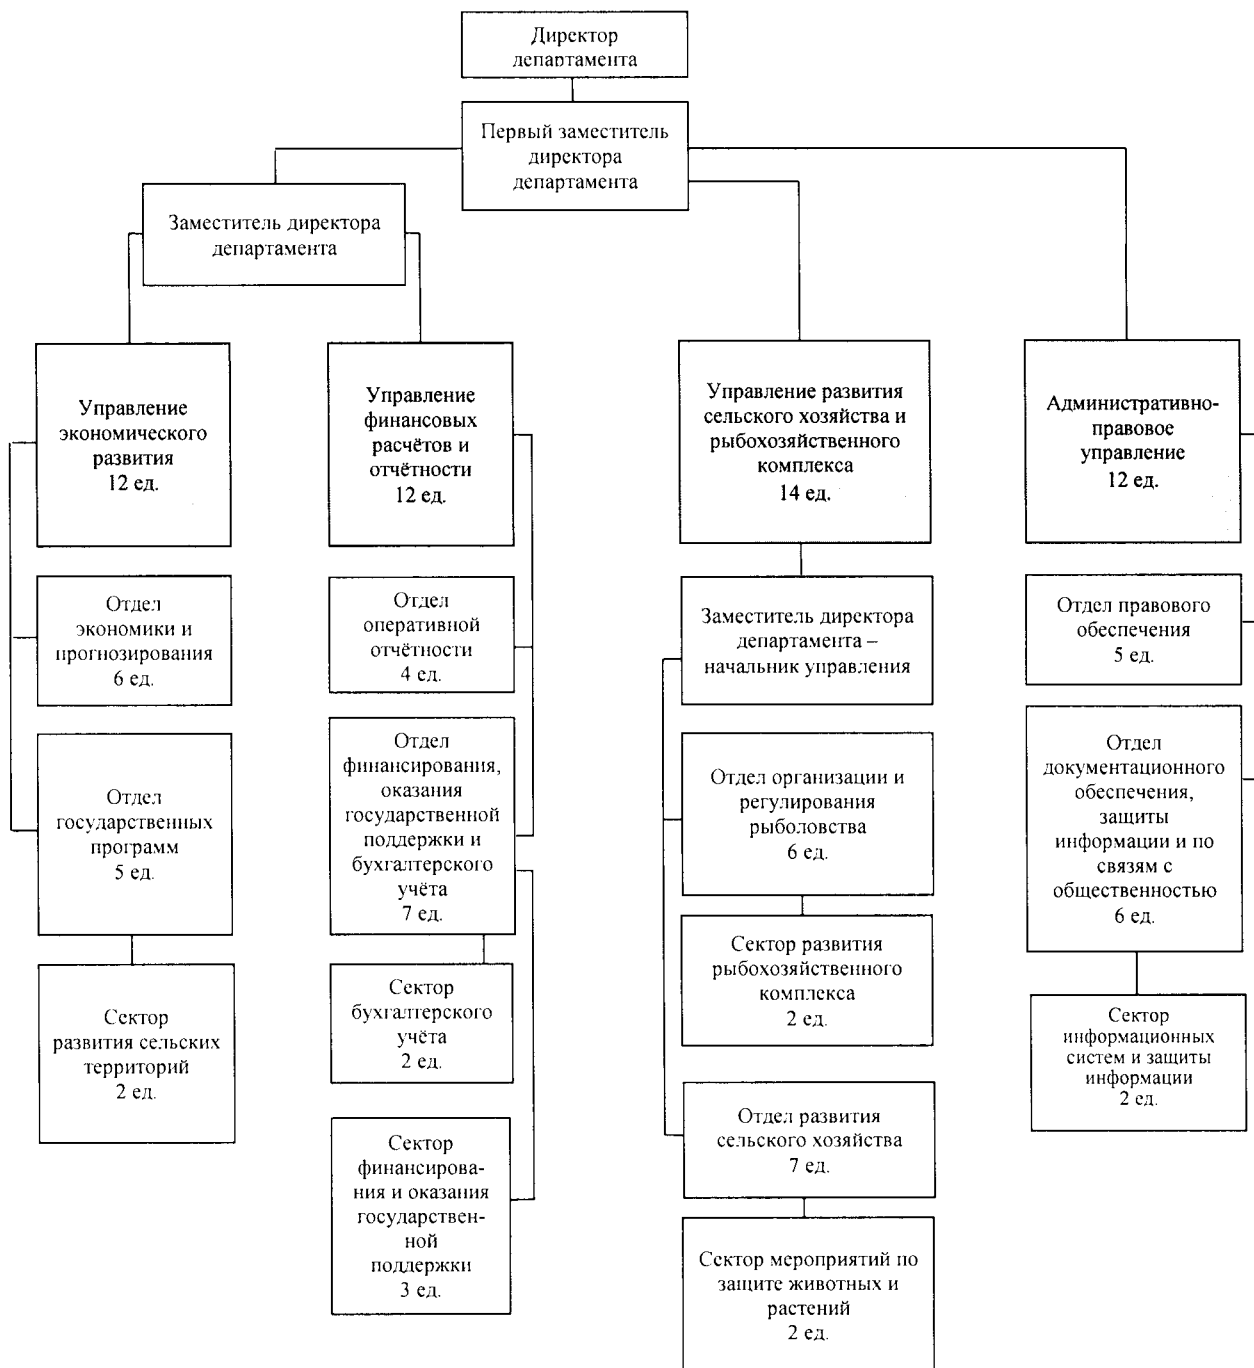 Директор
департамента
Первый заместитель
директора
департамента
Заместитель директора
департамента
Управление
экономического
развития
12 ед.
Управление
финансовых
расчётов и
отчётности
12 ед.
Управление развития
сельского хозяйства и
рыбохозяйственного
комплекса
14 ед.
Административно-
правовое
управление
12 ед.
Отдел
экономики и
прогнозирования
6 ед.
Отдел
оперативной
отчётности
4 ед.
Заместитель директора
департамента –
начальник управления
Отдел правового
обеспечения
5 ед.
Отдел
государственных
программ
5 ед.
Отдел
финансирования,
оказания
государственной
поддержки и
бухгалтерского
учёта
7 ед.
Отдел организации и
регулирования
рыболовства
6 ед.
Отдел
документационного
обеспечения,
защиты
информации и по
связям с
общественностью
6 ед.
Сектор
развития сельских
территорий
2 ед.
Сектор
бухгалтерского
учёта
2 ед.
Сектор развития
рыбохозяйственного
комплекса
2 ед.
Сектор
информационных
систем и защиты
информации
2 ед.
Сектор
финансирова-
ния и оказания
государствен-
ной
поддержки
3 ед.
Отдел развития
сельского хозяйства
7 ед.
Сектор мероприятий по
защите животных и
растений
2 ед.